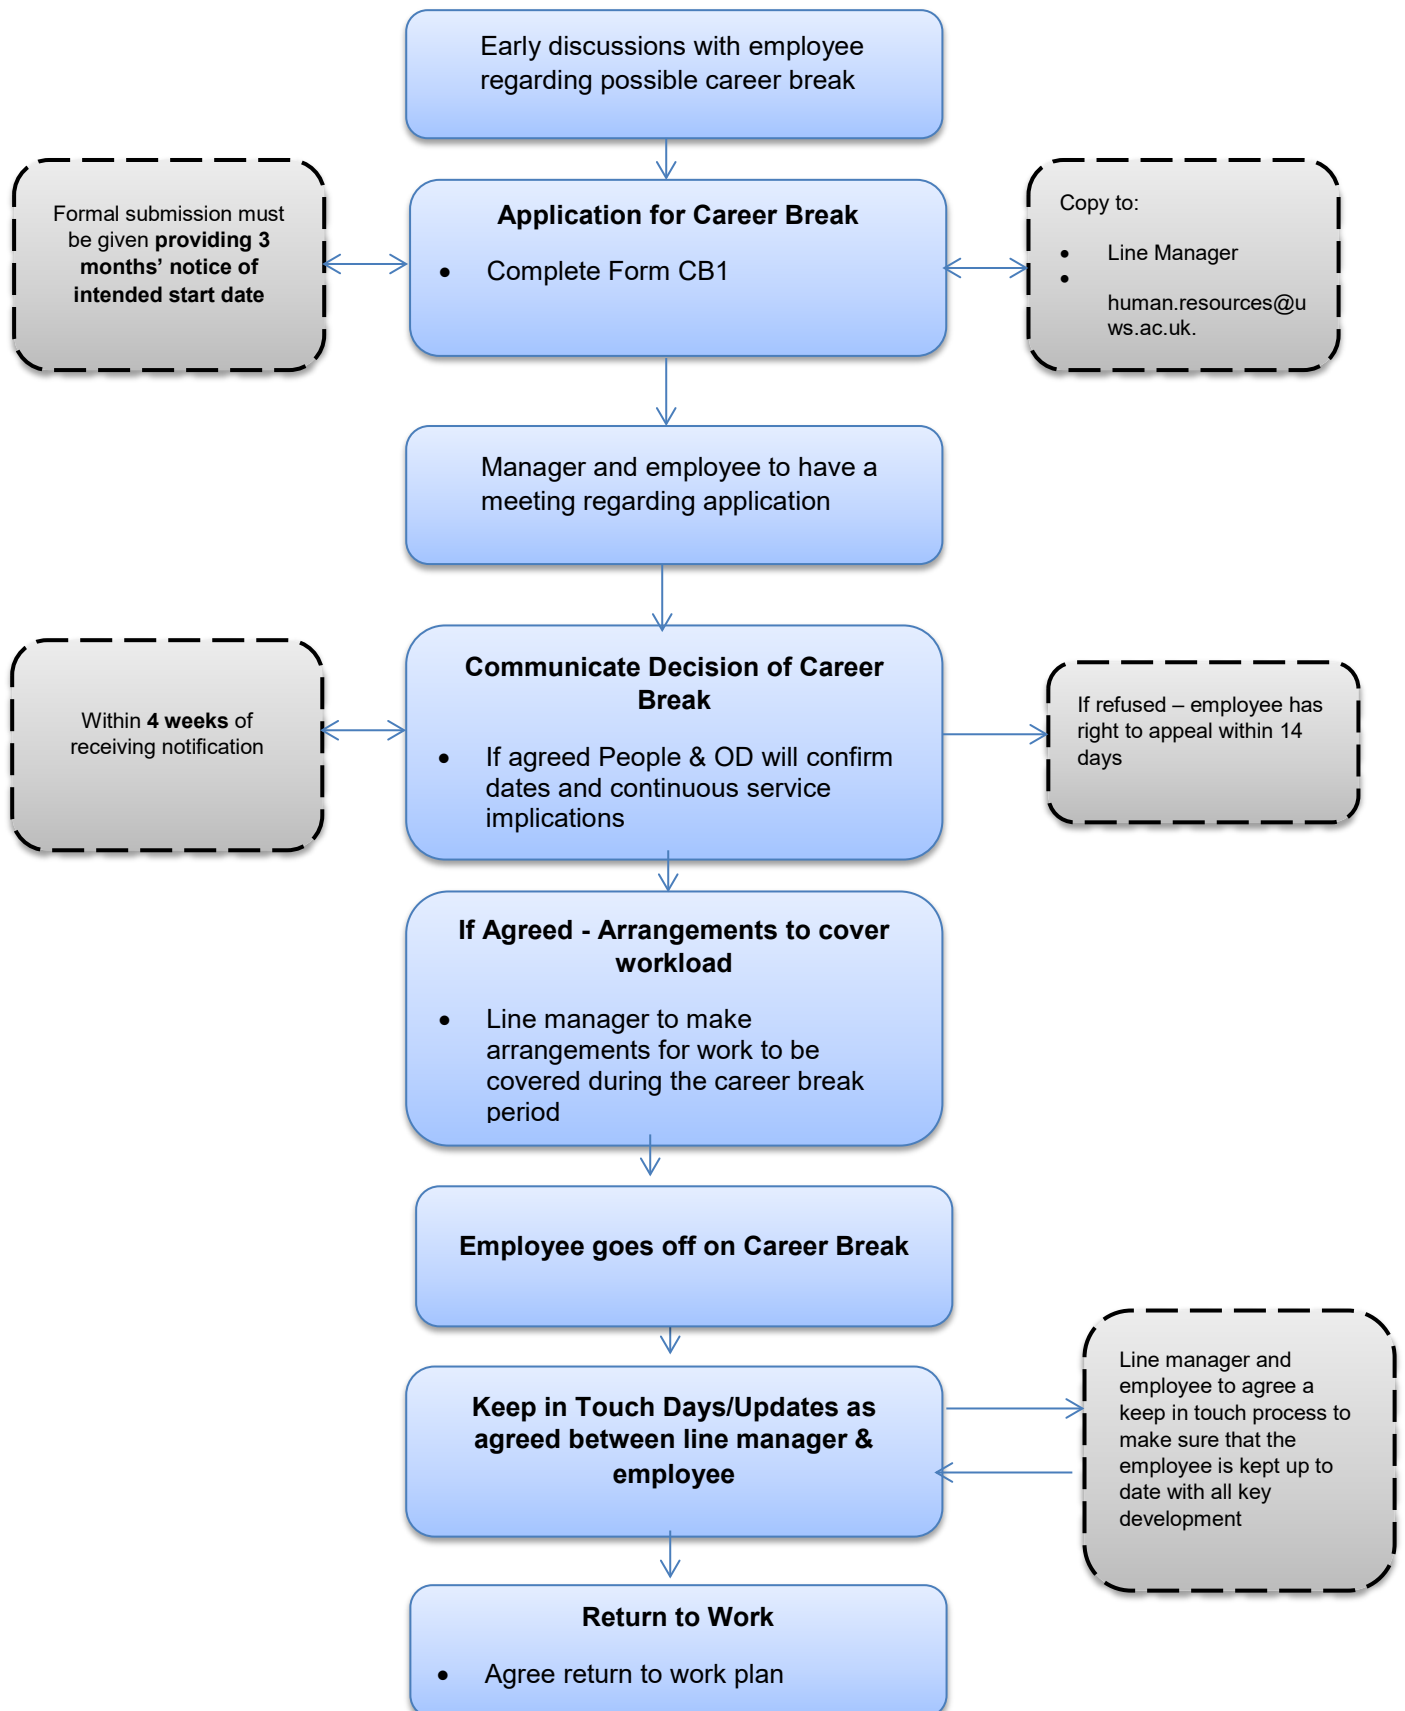 Early discussions with employee
regarding possible career break
Formal submission must
be given providing 3
months’ notice of
intended start date
Application for Career Break
• Complete Form CB1
Copy to:
• Line Manager
•
human.resources@u
ws.ac.uk.
Manager and employee to have a
meeting regarding application
Within 4 weeks of
receiving notification
Communicate Decision of Career
Break
• If agreed People & OD will confirm
dates and continuous service
implications
If refused – employee has
right to appeal within 14
days
If Agreed - Arrangements to cover
workload
• Line manager to make
arrangements for work to be
covered during the career break
period
Employee goes off on Career Break
Keep in Touch Days/Updates as
agreed between line manager &
employee
Line manager and
employee to agree a
keep in touch process to
make sure that the
employee is kept up to
date with all key
development
Return to Work
• Agree return to work plan